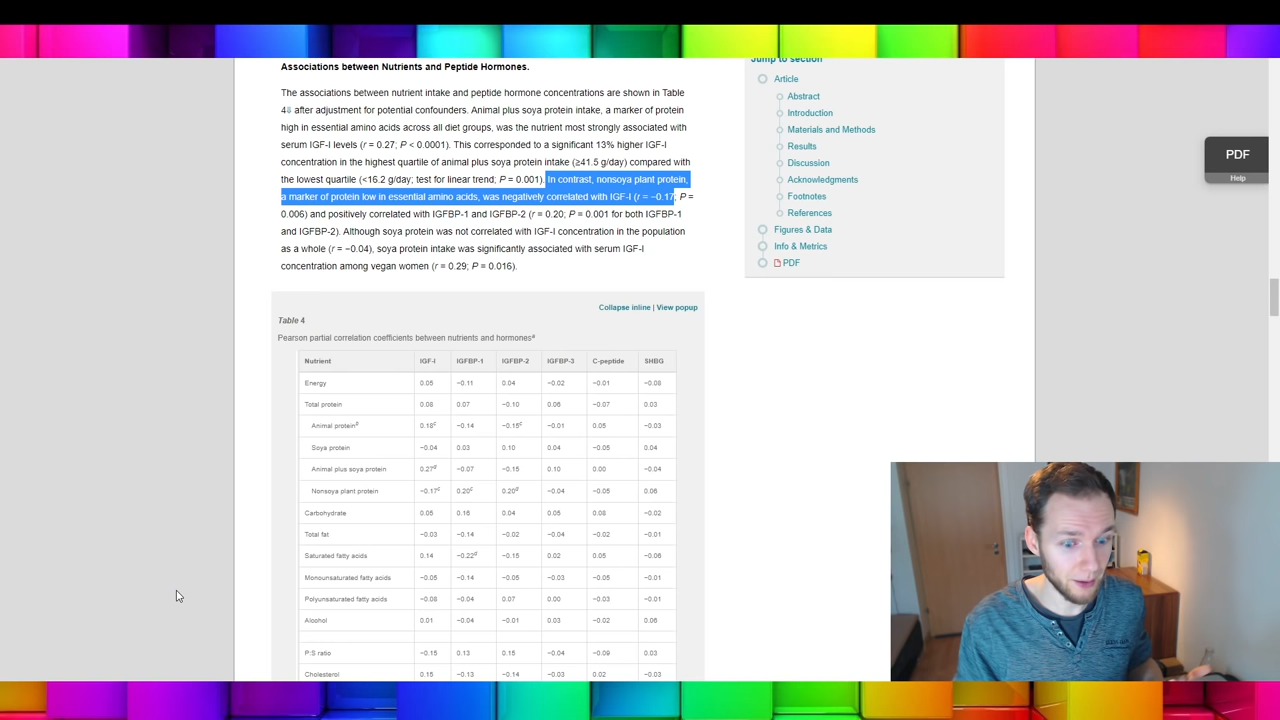 Associations between Nutrients and Peptide Hormones.
The associations between nutrient intake and peptide hormone concentrations are shown in Table
4⇓ after adjustment for potential confounders. Animal plus soya protein intake, a marker of protein
high in essential amino acids across all diet groups, was the nutrient most strongly associated with
serum IGF-I levels (r = 0.27; P < 0.0001). This corresponded to a significant 13% higher IGF-I
concentration in the highest quartile of animal plus soya protein intake (≥41.5 g/day) compared with
the lowest quartile (<16.2 g/day; test for linear trend; P = 0.001). In contrast, nonsoya plant protein,
a marker of protein low in essential amino acids, was negatively correlated with IGF-I (r = −0.17; P =
0.006) and positively correlated with IGFBP-1 and IGFBP-2 (r = 0.20; P = 0.001 for both IGFBP-1
and IGFBP-2). Although soya protein was not correlated with IGF-I concentration in the population
as a whole (r = −0.04), soya protein intake was significantly associated with serum IGF-I
concentration among vegan women (r = 0.29; P = 0.016).
Collapse inline | View popup
Table 4
Pearson partial correlation coefficients between nutrients and hormonesa
Nutrient IGF-I IGFBP-1 IGFBP-2 IGFBP-3 C-peptide SHBG
Energy 0.05 −0.11 0.04 −0.02 −0.01 −0.08
Total protein 0.08 0.07 −0.10 0.06 −0.07 0.03
Animal proteinb 0.18c −0.14 −0.15c −0.01 0.05 −0.03
Soya protein −0.04 0.03 0.10 0.04 −0.05 0.04
Animal plus soya protein 0.27d −0.07 −0.15 0.10 0.00 −0.04
Nonsoya plant protein −0.17c 0.20c 0.20d −0.04 −0.05 0.06
Carbohydrate 0.05 0.16 0.04 0.05 0.08 −0.02
Total fat −0.03 −0.14 −0.02 −0.04 −0.02 −0.01
Saturated fatty acids 0.14 −0.22d −0.15 0.02 0.05 −0.06
Monounsaturated fatty acids −0.05 −0.14 −0.05 −0.03 −0.05 −0.01
Polyunsaturated fatty acids −0.08 −0.04 0.07 0.00 −0.03 −0.01
Alcohol 0.01 −0.04 −0.01 0.03 −0.02 0.06
P:S ratio −0.15 0.13 0.15 −0.04 −0.09 0.03
Cholesterol 0.15 −0.13 −0.14 −0.03 0.02 −0.03
Jump to section
Article
Abstract
Introduction
Materials and Methods
Results
Discussion
Acknowledgments
Footnotes
References
Figures & Data
Info & Metrics
PDF
PDF
Help